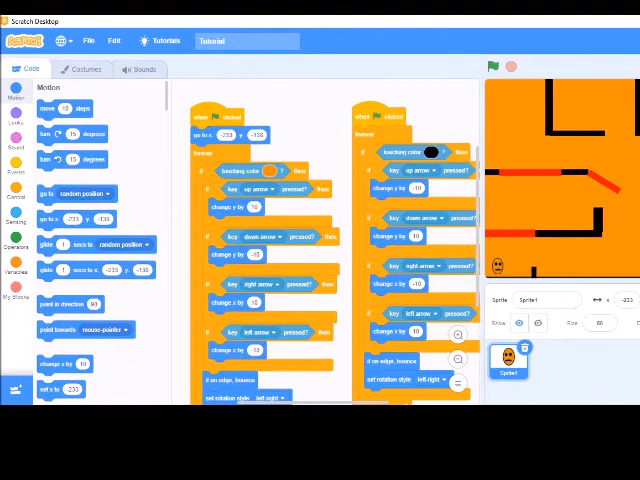 Scratch Desktop
SCRATCH
File
Edit
Tutorials
Tutorial
Code
Costumes
Sounds
Motion
Looks
Sound
Events
Control
Sensing
Operators
Variables
My Blocks
Motion
move 10 steps
turn 15 degrees
turn 15 degrees
go to random position
go to x: -233 y: -138
glide 1 secs to random position
glide 1 secs to x: -233 y: -138
point in direction 90
point towards mouse-pointer
change x by 10
set x to -233
when clicked
go to x: -233 y: -138
forever
if touching color ? then
if key up arrow pressed? then
change y by 10
if key down arrow pressed? then
change y by -10
if key right arrow pressed? then
change x by 10
if key left arrow pressed? then
change x by -10
if on edge, bounce
set rotation style left-right
when clicked
forever
if touching color ? then
if key up arrow pressed?
change y by -10
if key down arrow pressed?
change y by 10
if key right arrow pressed?
change x by -10
if key left arrow pressed?
change x by 10
if on edge, bounce
set rotation style left-right
Sprite Sprite1 x -233
Show Size 50
Sprite1